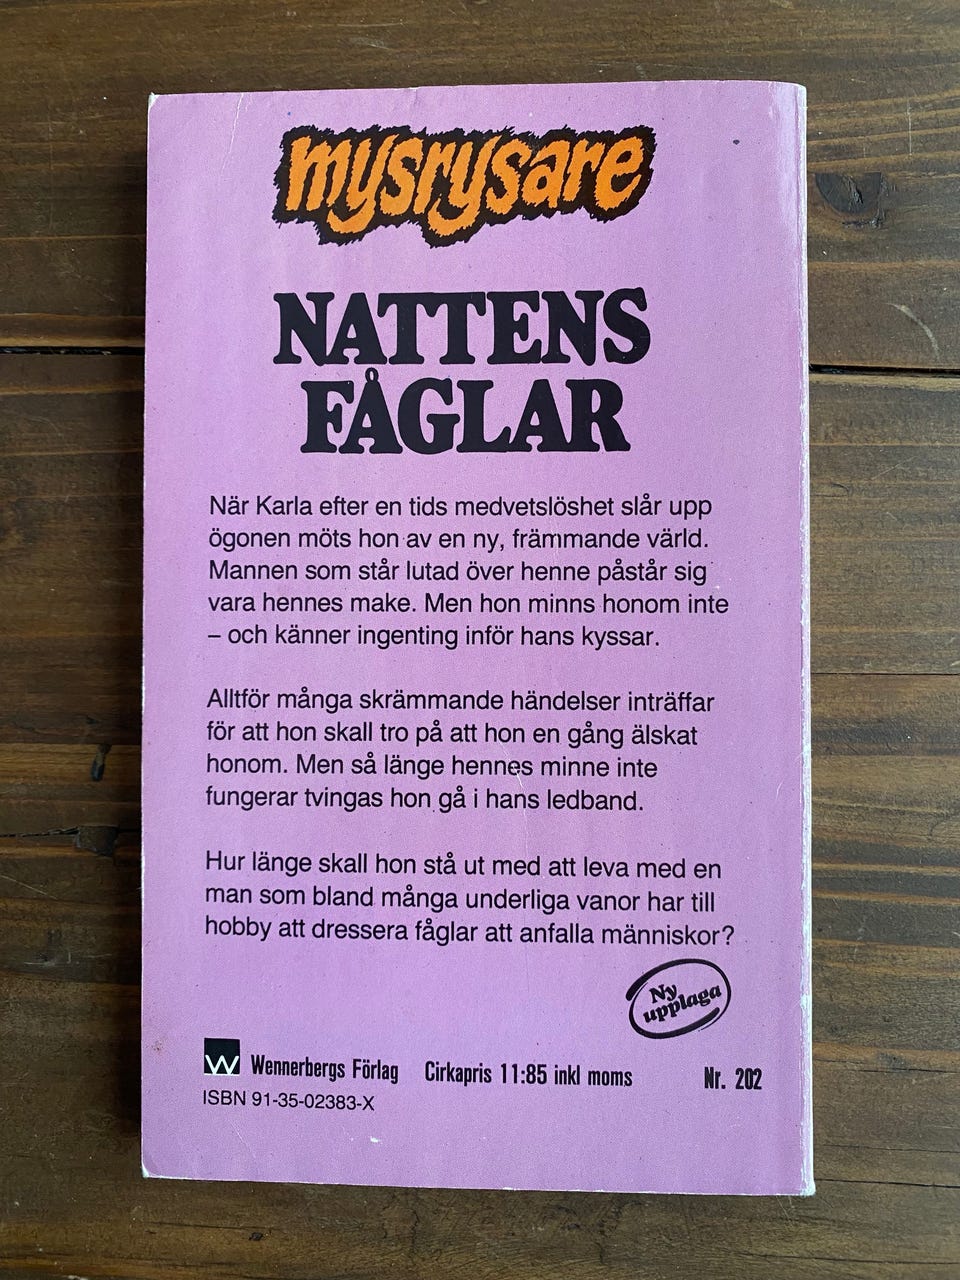 mysrysare
NATTENS
FÅGLAR
När Karla efter en tids medvetslöshet slår upp
ögonen möts hon av en ny, främmande värld.
Mannen som står lutad över henne påstår sig
vara hennes make. Men hon minns honom inte
– och känner ingenting inför hans kyssar.
Alltför många skrämmande händelser inträffar
för att hon skall tro på att hon en gång älskat
honom. Men så länge hennes minne inte
fungerar tvingas hon gå i hans ledband.
Hur länge skall hon stå ut med att leva med en
man som bland många underliga vanor har till
hobby att dressera fåglar att anfalla människor?
Ny
upplaga
W Wennerbergs Förlag Cirkapris 11:85 inkl moms Nr. 202
ISBN 91-35-02383-X